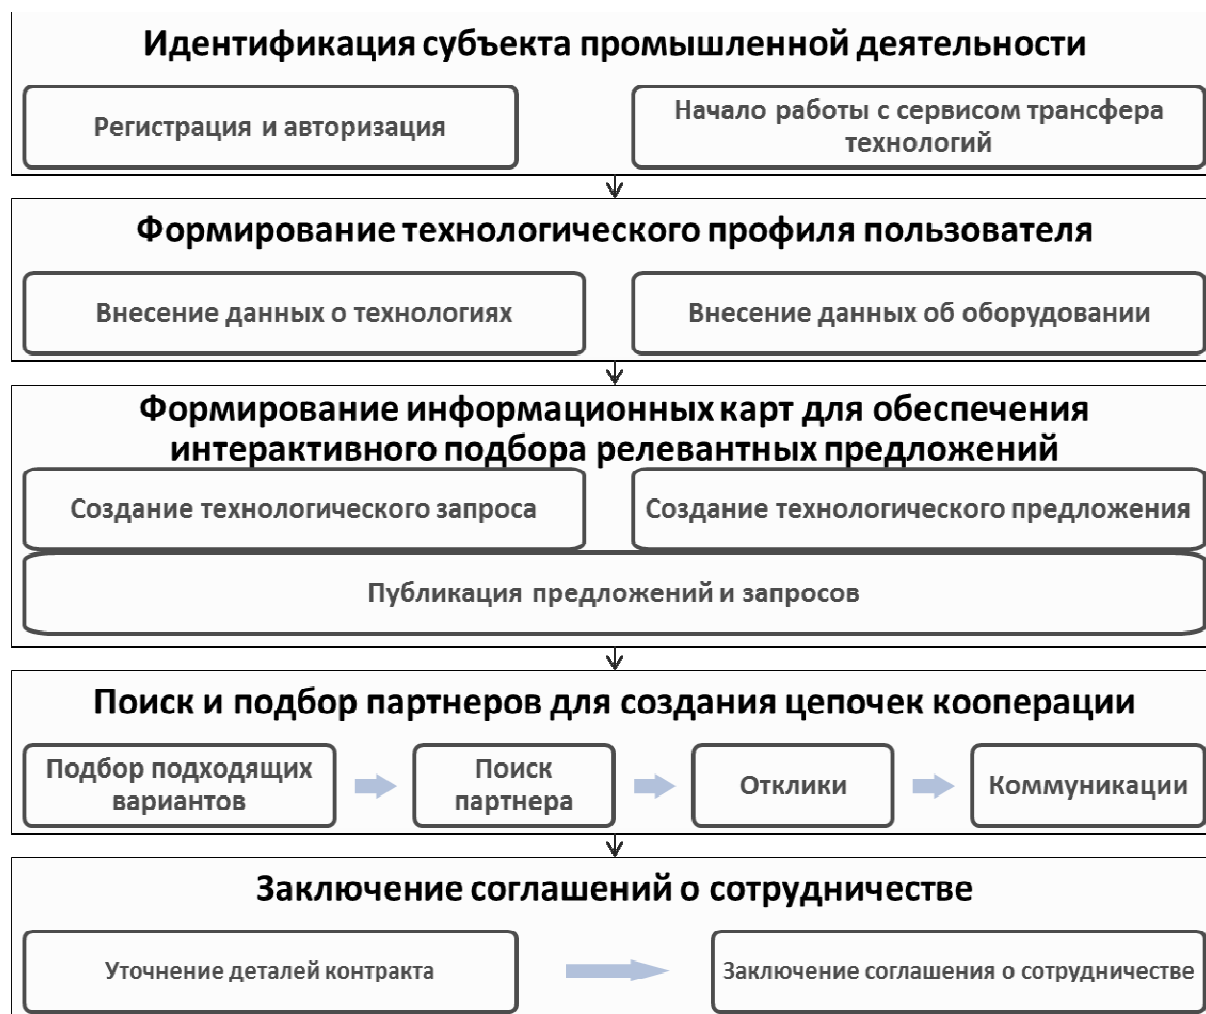 Идентификация субъекта промышленной деятельности
Регистрация и авторизация
Начало работы с сервисом трансфера
технологий
Формирование технологического профиля пользователя
Внесение данных о технологиях
Внесение данных об оборудовании
Формирование информационных карт для обеспечения
интерактивного подбора релевантных предложений
Создание технологического запроса
Создание технологического предложения
Публикация предложений и запросов
Поиск и подбор партнеров для создания цепочек кооперации
Подбор подходящих
вариантов
Поиск
партнера
Отклики
Коммуникации
Заключение соглашений о сотрудничестве
Уточнение деталей контракта
Заключение соглашения о сотрудничестве